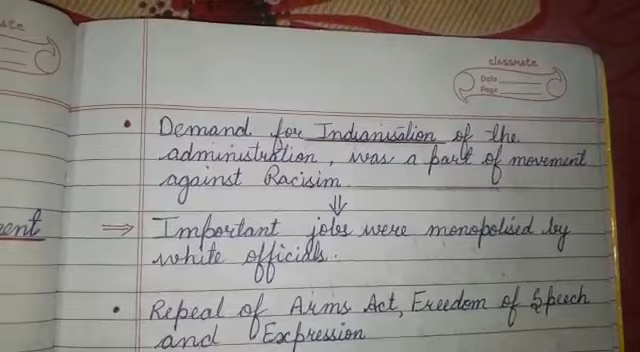 classmate
Date
Page
• Demand for Indianisation of the
administration, was a part of movement
against Racisim
⇓
⇒ Important jobs were monopolised by
white officials.
• Repeal of Arms Act, Freedom of Speech
and Expression